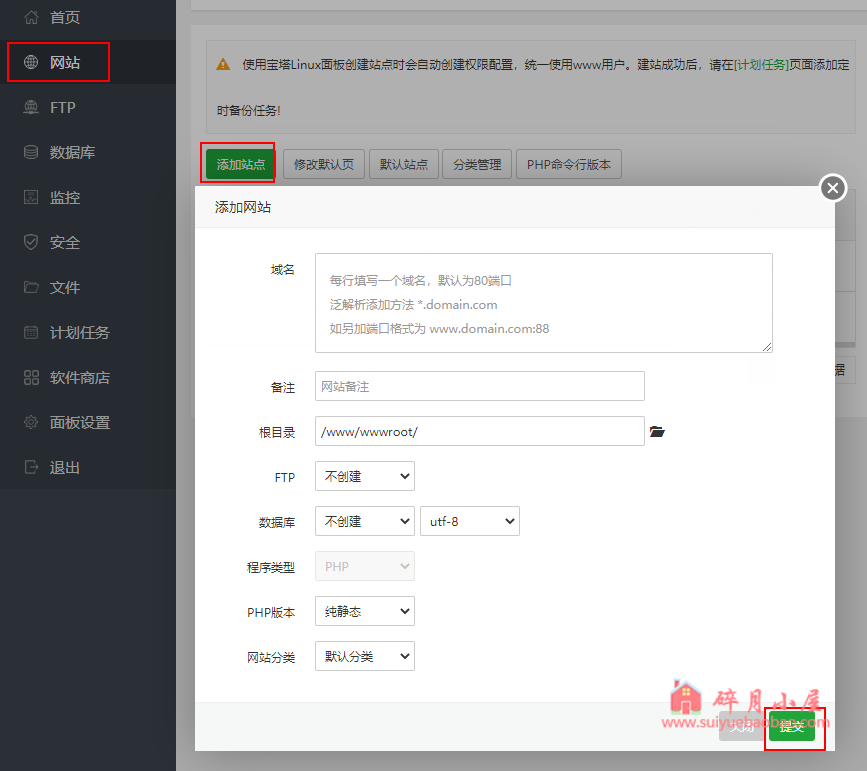 首页
网站
FTP
数据库
监控
安全
文件
计划任务
软件商店
面板设置
退出
使用宝塔Linux面板创建站点时会自动创建权限配置，统一使用www用户。建站成功后，请在[计划任务]页面添加定
时备份任务!
添加站点 修改默认页 默认站点 分类管理 PHP命令行版本
添加网站
域名
每行填写一个域名，默认为80端口
泛解析添加方法 *.domain.com
如另加端口格式为 www.domain.com:88
备注 网站备注
根目录 /www/wwwroot/
FTP 不创建
数据库 不创建 utf-8
程序类型 PHP
PHP版本 纯静态
网站分类 默认分类
据
碎月小屋
www.suiyuebaobao.com
关闭 提交